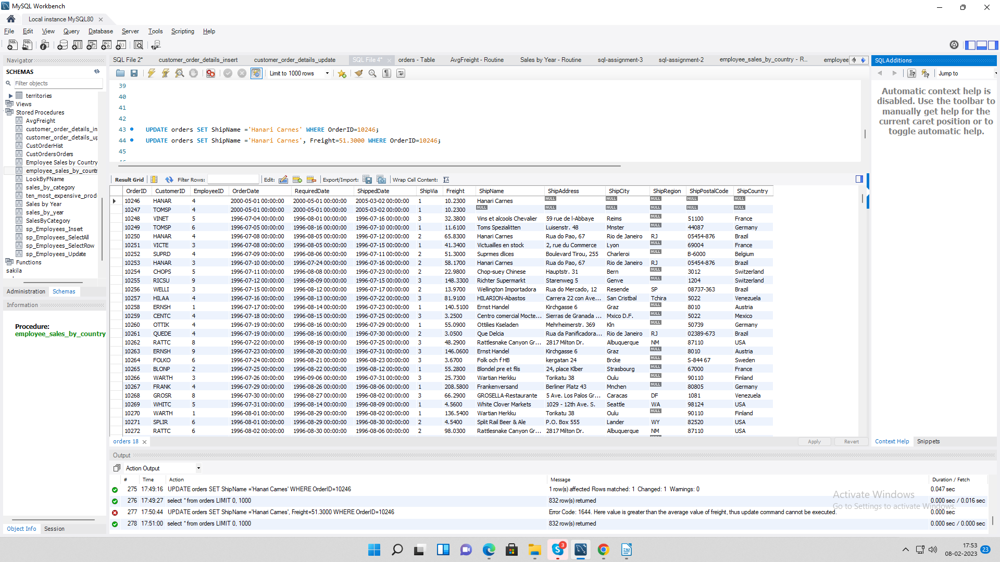 MySQL Workbench
Local instance MySQL80
File Edit View Query Database Server Tools Scripting Help
Navigator
SCHEMAS
Filter objects
territories
Views
Stored Procedures
AvgFreight
customer_order_details_in
customer_order_details_up
CustOrderHist
CustOrdersOrders
Employee Sales by Country
employee_sales_by_countr
LookByFName
sales_by_category
ten_most_expensive_prod
Sales by Year
sales_by_year
SalesByCategory
sp_Employees_Insert
sp_Employees_SelectAll
sp_Employees_SelectRow
sp_Employees_Update
Functions
sakila
Administration Schemas
Information
Procedure:
employee_sales_by_country
Object Info Session
SQL File 2* customer_order_details_insert customer_order_details_update SQL File 4* orders - Table AvgFreight - Routine Sales by Year - Routine sql-assignment-3 sql-assignment-2 employee_sales_by_country - R... employee
Limit to 1000 rows
39
40
41
42
43 UPDATE orders SET ShipName ='Hanari Carnes' WHERE OrderID=10246;
44 UPDATE orders SET ShipName ='Hanari Carnes', Freight=51.3000 WHERE OrderID=10246;
45
Result Grid Filter Rows: Edit: Export/Import: Wrap Cell Content:
OrderID CustomerID EmployeeID OrderDate RequiredDate ShippedDate ShipVia Freight ShipName ShipAddress ShipCity ShipRegion ShipPostalCode ShipCountry
10246 HANAR 4 2000-05-01 00:00:00 2000-05-01 00:00:00 2005-03-02 00:00:00 1 10.2300 Hanari Carnes NULL NULL NULL NULL NULL
10247 TOMSP 4 2000-05-01 00:00:00 2000-05-01 00:00:00 2005-03-02 00:00:00 1 10.2300 NULL NULL NULL NULL NULL NULL
10248 VINET 5 1996-07-04 00:00:00 1996-08-01 00:00:00 1996-07-16 00:00:00 3 32.3800 Vins et alcools Chevalier 59 rue de l-Abbaye Reims NULL 51100 France
10249 TOMSP 6 1996-07-05 00:00:00 1996-08-16 00:00:00 1996-07-10 00:00:00 1 11.6100 Toms Spezialitten Luisenstr. 48 Mnster NULL 44087 Germany
10250 HANAR 4 1996-07-08 00:00:00 1996-08-05 00:00:00 1996-07-12 00:00:00 2 65.8300 Hanari Carnes Rua do Pao, 67 Rio de Janeiro RJ 05454-876 Brazil
10251 VICTE 3 1996-07-08 00:00:00 1996-08-05 00:00:00 1996-07-15 00:00:00 1 41.3400 Victuailles en stock 2, rue du Commerce Lyon NULL 69004 France
10252 SUPRD 4 1996-07-09 00:00:00 1996-08-06 00:00:00 1996-07-11 00:00:00 2 51.3000 Suprmes dlices Boulevard Tirou, 255 Charleroi NULL B-6000 Belgium
10253 HANAR 3 1996-07-10 00:00:00 1996-07-24 00:00:00 1996-07-16 00:00:00 2 58.1700 Hanari Carnes Rua do Pao, 67 Rio de Janeiro RJ 05454-876 Brazil
10254 CHOPS 5 1996-07-11 00:00:00 1996-08-08 00:00:00 1996-07-23 00:00:00 2 22.9800 Chop-suey Chinese Hauptstr. 31 Bern NULL 3012 Switzerland
10255 RICSU 9 1996-07-12 00:00:00 1996-08-09 00:00:00 1996-07-15 00:00:00 3 148.3300 Richter Supermarkt Starenweg 5 Genve NULL 1204 Switzerland
10256 WELLI 3 1996-07-15 00:00:00 1996-08-12 00:00:00 1996-07-17 00:00:00 2 13.9700 Wellington Importadora Rua do Mercado, 12 Resende SP 08737-363 Brazil
10257 HILAA 4 1996-07-16 00:00:00 1996-08-13 00:00:00 1996-07-22 00:00:00 3 81.9100 HILARION-Abastos Carrera 22 con Ave... San Cristbal Tchira 5022 Venezuela
10258 ERNSH 1 1996-07-17 00:00:00 1996-08-14 00:00:00 1996-07-23 00:00:00 1 140.5100 Ernst Handel Kirchgasse 6 Graz NULL 8010 Austria
10259 CENTC 4 1996-07-18 00:00:00 1996-08-15 00:00:00 1996-07-25 00:00:00 3 3.2500 Centro comercial Mocte... Sierras de Granada ... Mxico D.F. NULL 5022 Mexico
10260 OTTIK 4 1996-07-19 00:00:00 1996-08-16 00:00:00 1996-07-29 00:00:00 1 55.0900 Ottilies Kseladen Mehrheimerstr. 369 Kln NULL 50739 Germany
10261 QUEDE 4 1996-07-19 00:00:00 1996-08-16 00:00:00 1996-07-30 00:00:00 2 3.0500 Que Delcia Rua da Panificadora... Rio de Janeiro RJ 02389-673 Brazil
10262 RATTC 8 1996-07-22 00:00:00 1996-08-19 00:00:00 1996-07-25 00:00:00 3 48.2900 Rattlesnake Canyon Gr... 2817 Milton Dr. Albuquerque NM 87110 USA
10263 ERNSH 9 1996-07-23 00:00:00 1996-08-20 00:00:00 1996-07-31 00:00:00 3 146.0600 Ernst Handel Kirchgasse 6 Graz NULL 8010 Austria
10264 FOLKO 6 1996-07-24 00:00:00 1996-08-21 00:00:00 1996-08-23 00:00:00 3 3.6700 Folk och f HB kergatan 24 Brcke NULL S-844 67 Sweden
10265 BLONP 2 1996-07-25 00:00:00 1996-08-22 00:00:00 1996-08-12 00:00:00 1 55.2800 Blondel pre et fils 24, place Klber Strasbourg NULL 67000 France
10266 WARTH 3 1996-07-26 00:00:00 1996-09-06 00:00:00 1996-07-31 00:00:00 3 25.7300 Wartian Herkku Torikatu 38 Oulu NULL 90110 Finland
10267 FRANK 4 1996-07-29 00:00:00 1996-08-26 00:00:00 1996-08-06 00:00:00 1 208.5800 Frankenversand Berliner Platz 43 Mnchen NULL 80805 Germany
10268 GROSR 8 1996-07-30 00:00:00 1996-08-27 00:00:00 1996-08-02 00:00:00 3 66.2900 GROSELLA-Restaurante 5 Ave. Los Palos Gr... Caracas DF 1081 Venezuela
10269 WHITC 5 1996-07-31 00:00:00 1996-08-14 00:00:00 1996-08-09 00:00:00 1 4.5600 White Clover Markets 1029 - 12th Ave. S. Seattle WA 98124 USA
10270 WARTH 1 1996-08-01 00:00:00 1996-08-29 00:00:00 1996-08-02 00:00:00 1 136.5400 Wartian Herkku Torikatu 38 Oulu NULL 90110 Finland
10271 SPLIR 6 1996-08-01 00:00:00 1996-08-29 00:00:00 1996-08-30 00:00:00 2 4.5400 Split Rail Beer & Ale P.O. Box 555 Lander WY 82520 USA
10272 RATTC 6 1996-08-02 00:00:00 1996-08-30 00:00:00 1996-08-06 00:00:00 2 98.0300 Rattlesnake Canyon Gr... 2817 Milton Dr. Albuquerque NM 87110 USA
orders 18 Apply Revert
Output
Action Output
# Time Action Message Duration / Fetch
275 17:49:16 UPDATE orders SET ShipName ='Hanari Carnes' WHERE OrderID=10246 1 row(s) affected Rows matched: 1 Changed: 1 Warnings: 0 0.047 sec
276 17:49:27 select * from orders LIMIT 0, 1000 832 row(s) returned 0.000 sec / 0.016 sec
277 17:50:44 UPDATE orders SET ShipName ='Hanari Carnes', Freight=51.3000 WHERE OrderID=10246 Error Code: 1644. Here value is greater than the average value of freight, thus update command cannot be executed. 0.000 sec
278 17:51:00 select * from orders LIMIT 0, 1000 832 row(s) returned 0.000 sec / 0.000 sec
SQLAdditions
Jump to
Automatic context help is
disabled. Use the toolbar to
manually get help for the
current caret position or to
toggle automatic help.
Context Help Snippets
Activate Windows
Go to Settings to activate Windows.
3
17:53
08-02-2023
23